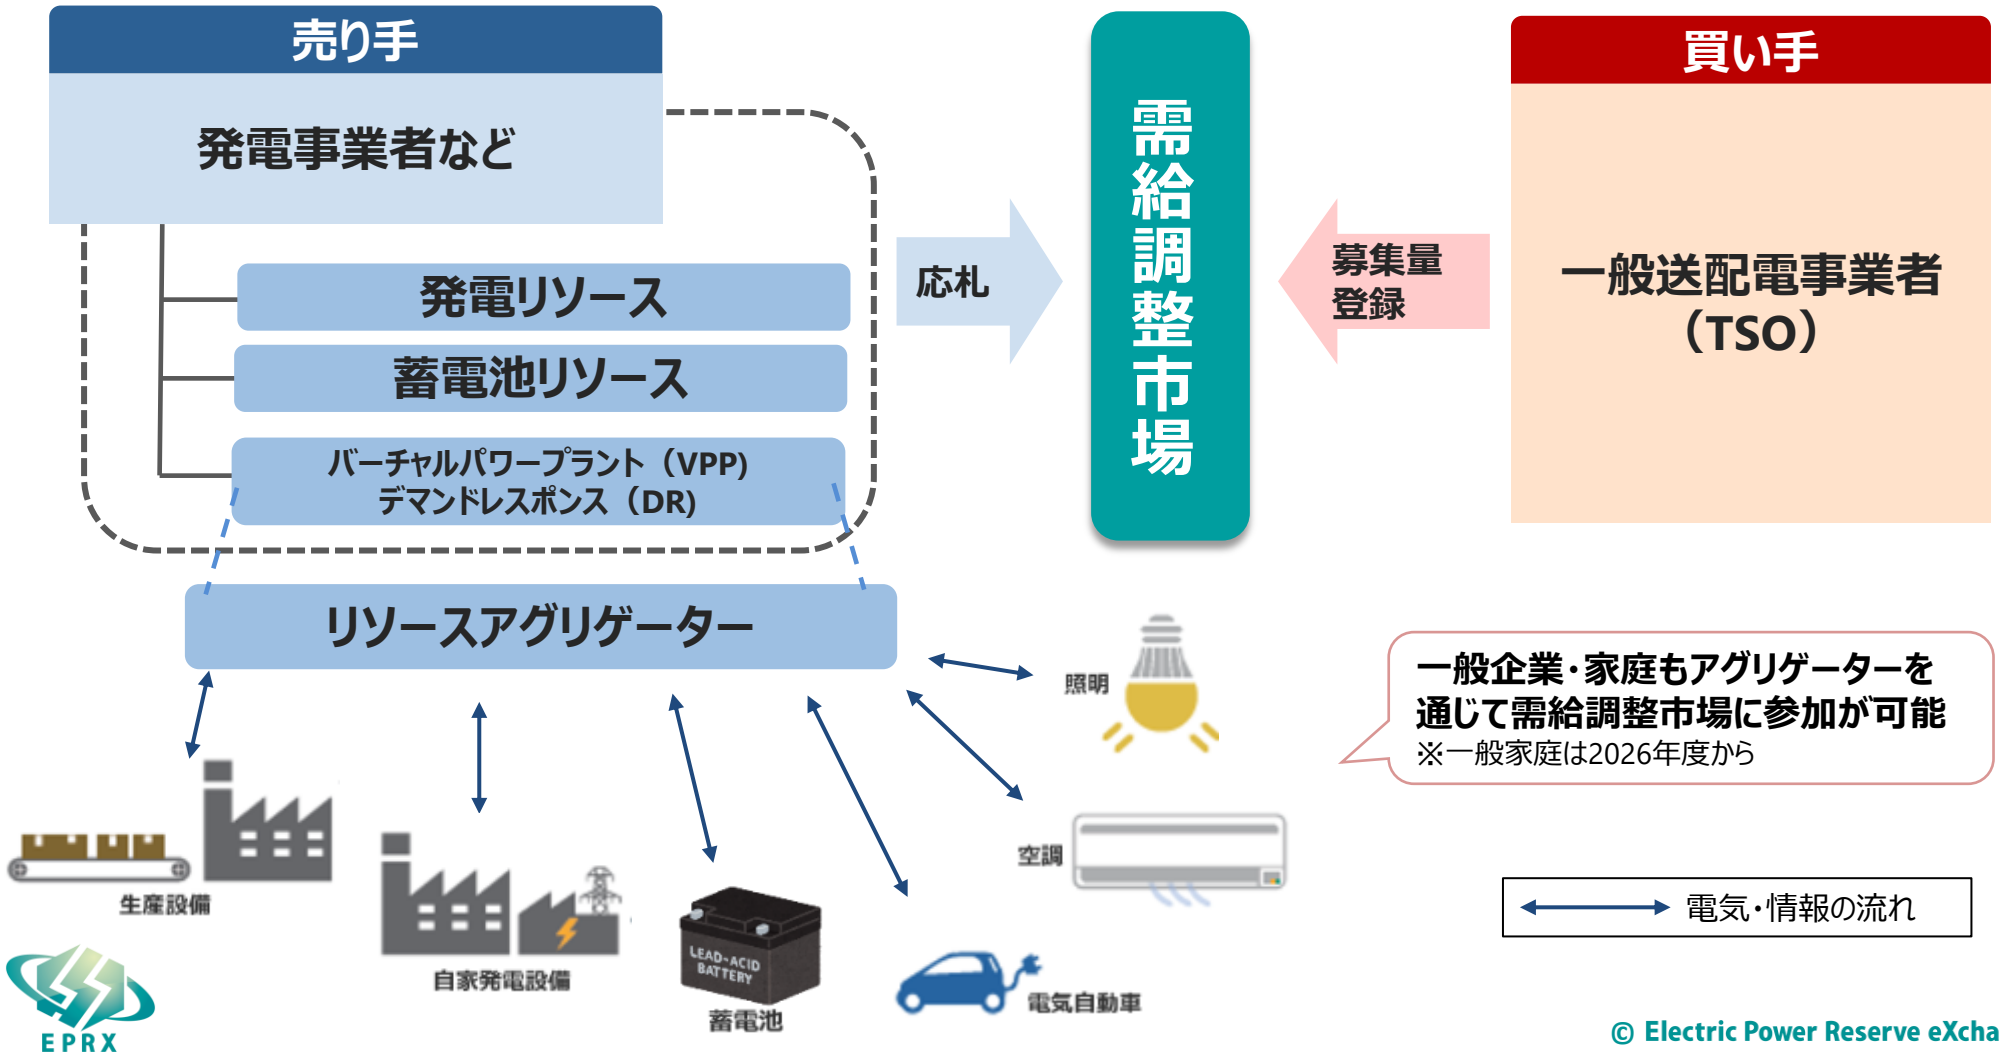 売り手
発電事業者など
発電リソース
蓄電池リソース
バーチャルパワープラント（VPP)
デマンドレスポンス（DR)
リソースアグリゲーター
応札
需給調整市場
募集量
登録
買い手
一般送配電事業者
（TSO）
照明
空調
生産設備
自家発電設備
LEAD-ACID
BATTERY
蓄電池
電気自動車
一般企業・家庭もアグリゲーターを
通じて需給調整市場に参加が可能
※一般家庭は2026年度から
電気・情報の流れ
EPRX
© Electric Power Reserve eXcha